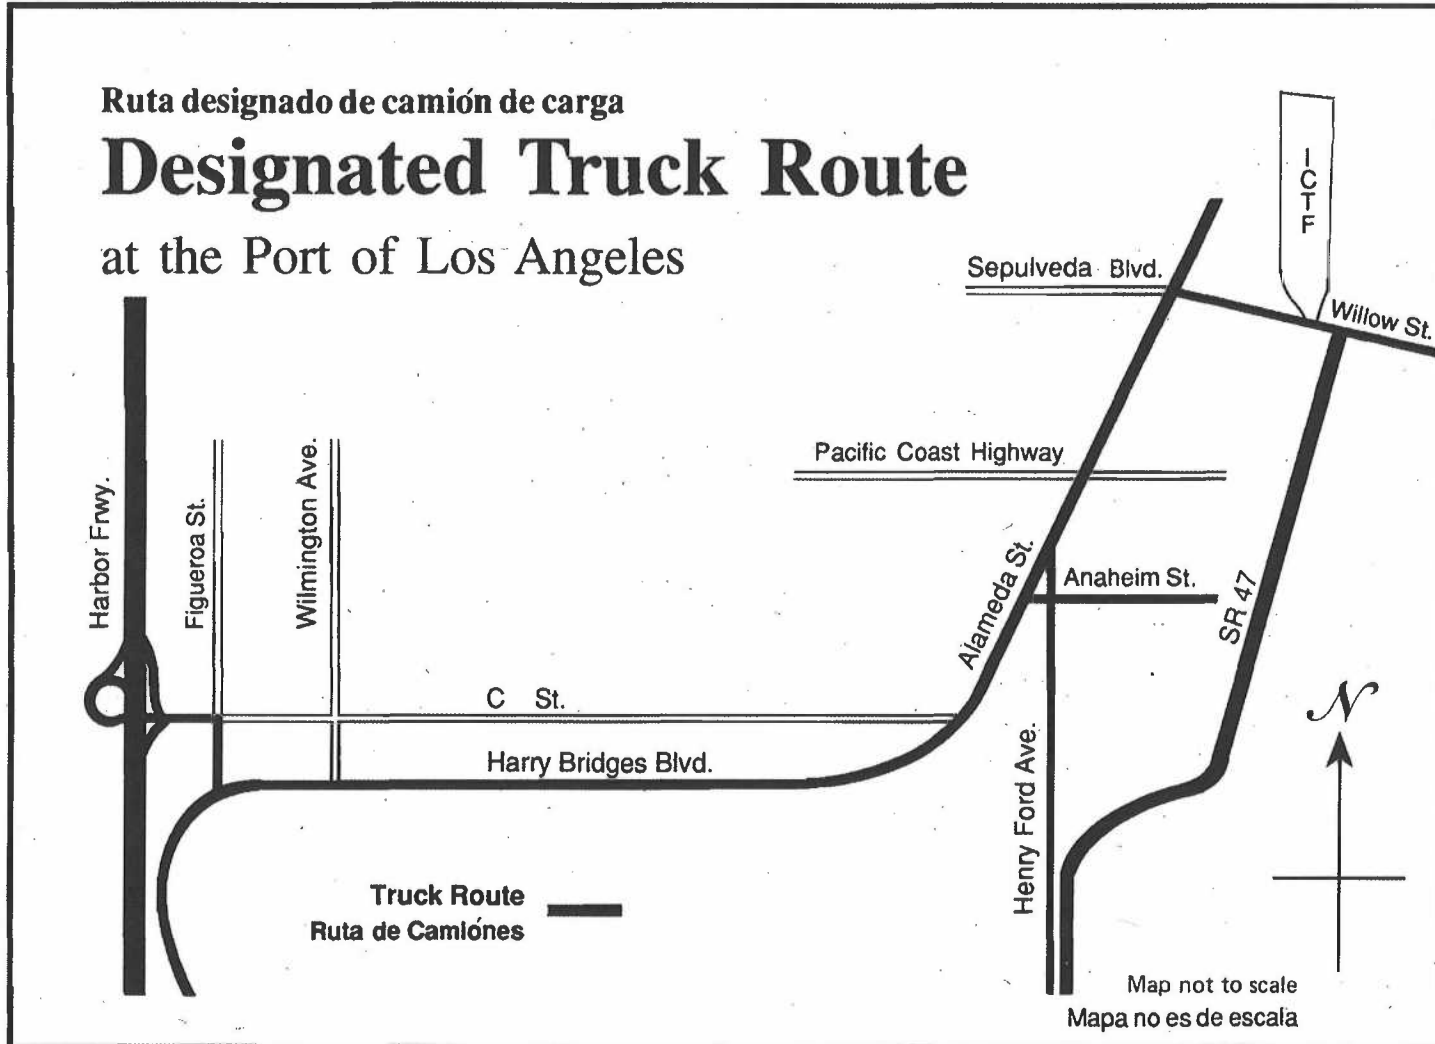 Ruta designado de camión de carga
Designated Truck Route
at the Port of Los Angeles
ICTF
Sepulveda Blvd.
Willow St.
Pacific Coast Highway
Harbor Frwy.
Figueroa St.
Wilmington Ave.
Alameda St.
Anaheim St.
SR 47
C St.
Harry Bridges Blvd.
Henry Ford Ave.
N
Truck Route
Ruta de Camiónes
Map not to scale
Mapa no es de escala